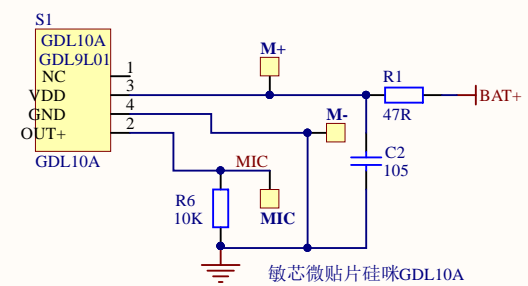 S1
GDL10A
GDL9L01
NC
1
VDD
3
GND
4
OUT+
2
GDL10A
M+
R1
47R
BAT+
M-
C2
105
MIC
R6
10K
MIC
敏芯微贴片硅咪GDL10A